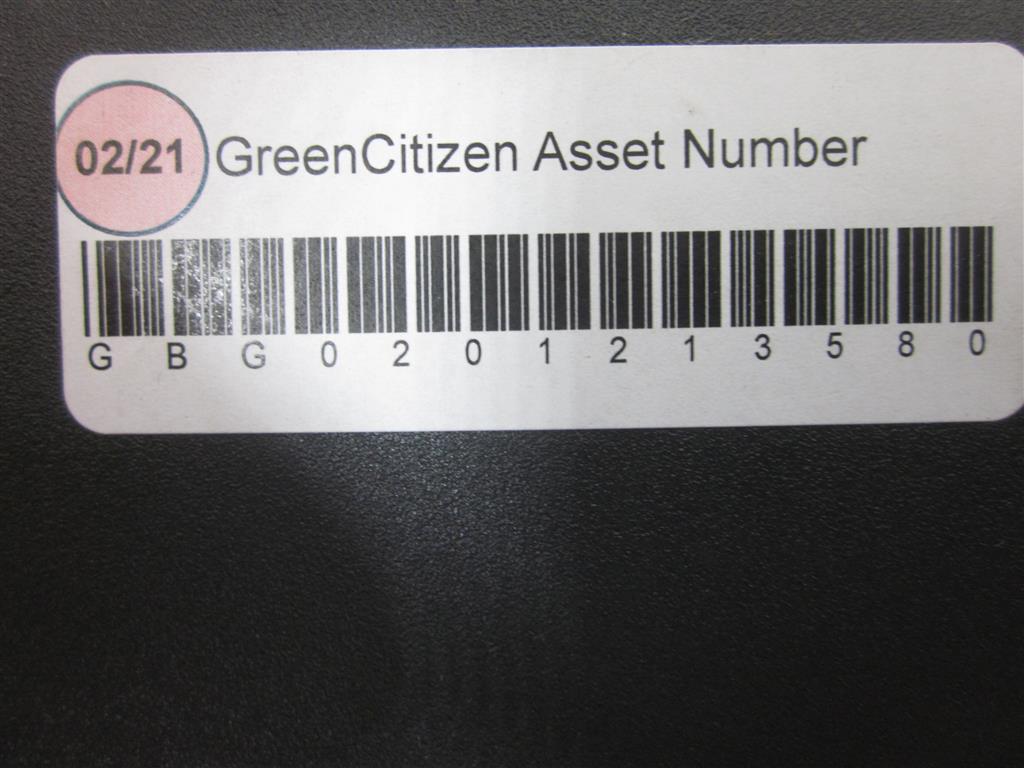 02/21 GreenCitizen Asset Number
G B G 0 2 0 1 2 1 3 5 8 0